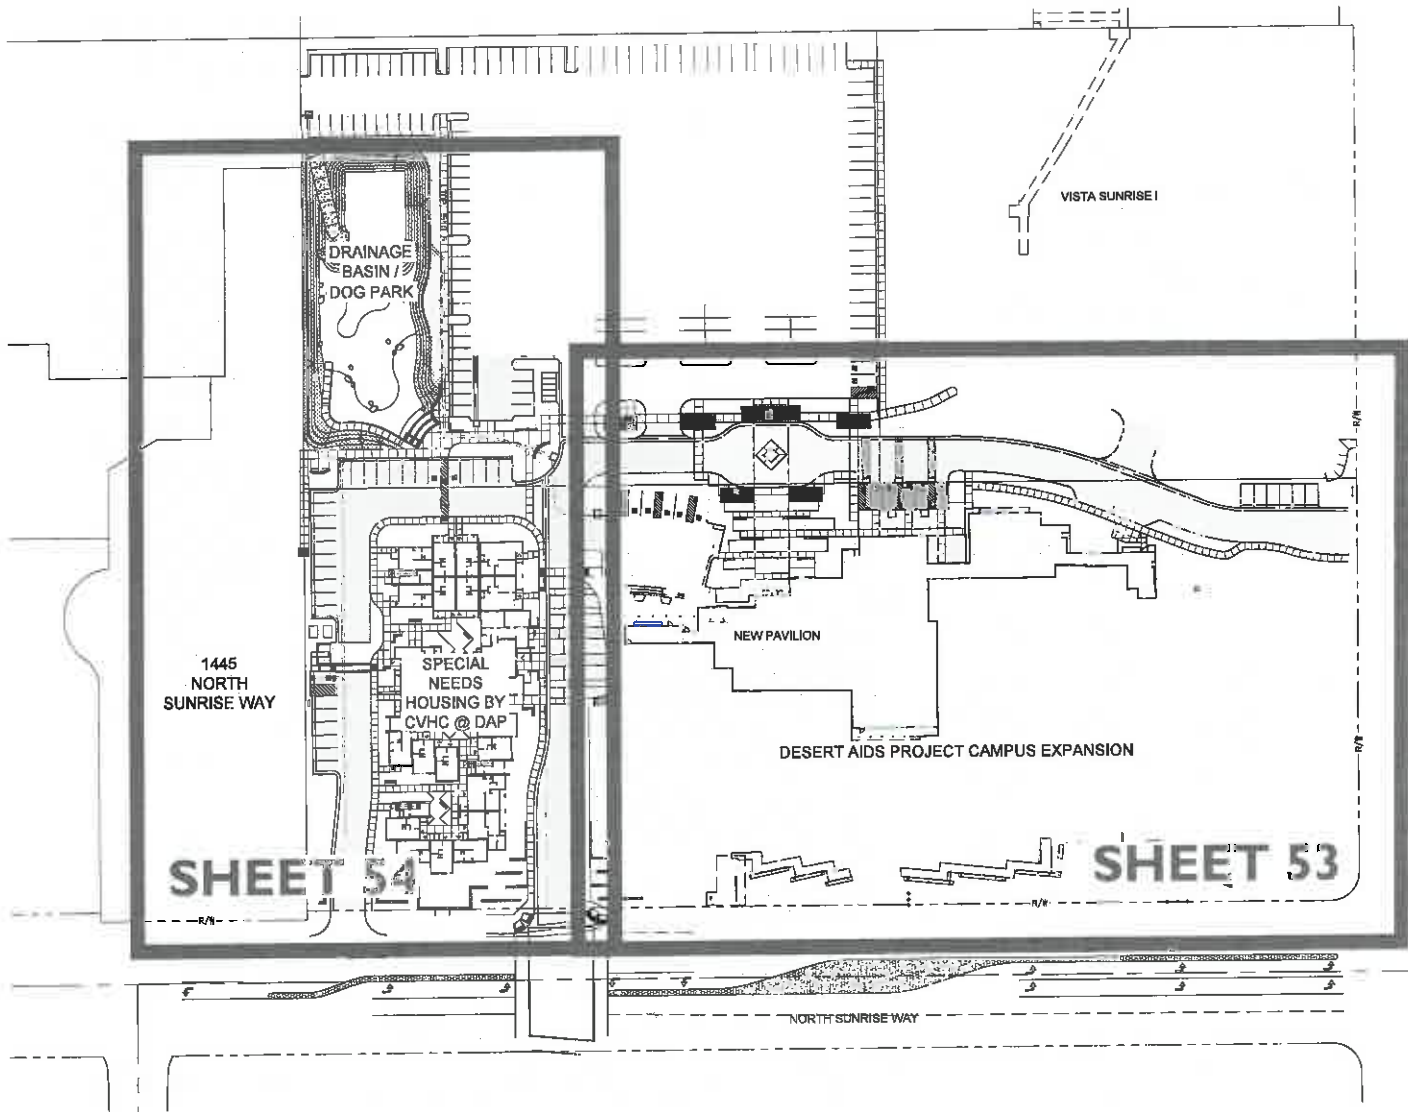 VISTA SUNRISE I
DRAINAGE
BASIN /
DOG PARK
R/W
NEW PAVILION
1445
NORTH
SUNRISE WAY
SPECIAL
NEEDS
HOUSING BY
CVHC @ DAP
DESERT AIDS PROJECT CAMPUS EXPANSION
R/W
SHEET 54
SHEET 53
R/W
R/W
NORTH SUNRISE WAY